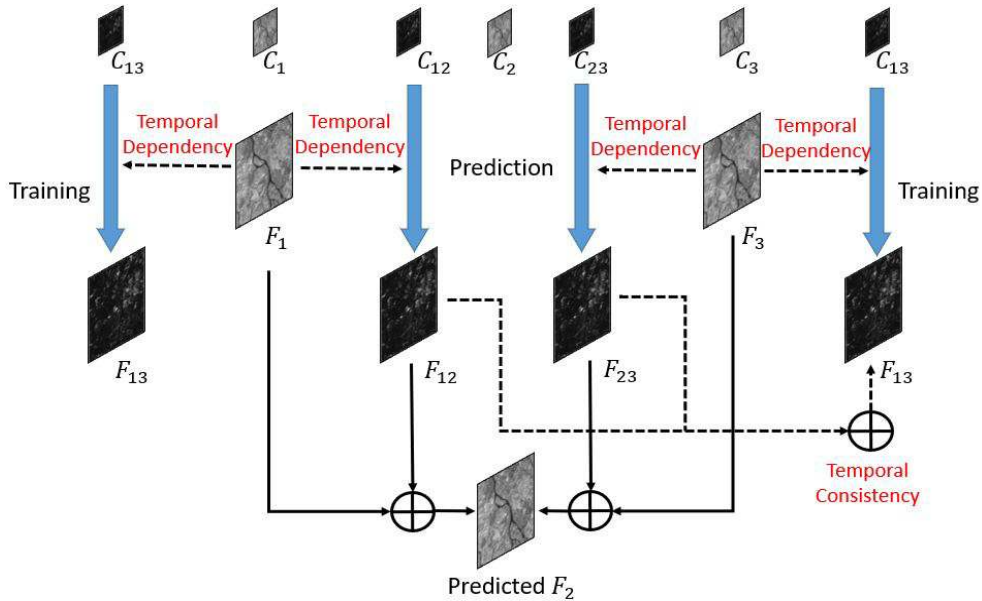 C13 C1 C12 C2 C23 C3 C13
Temporal Dependency
Temporal Dependency
Temporal Dependency
Temporal Dependency
Training
Prediction
Training
F1
F3
F13
F12
F23
F13
Temporal
Consistency
Predicted F2